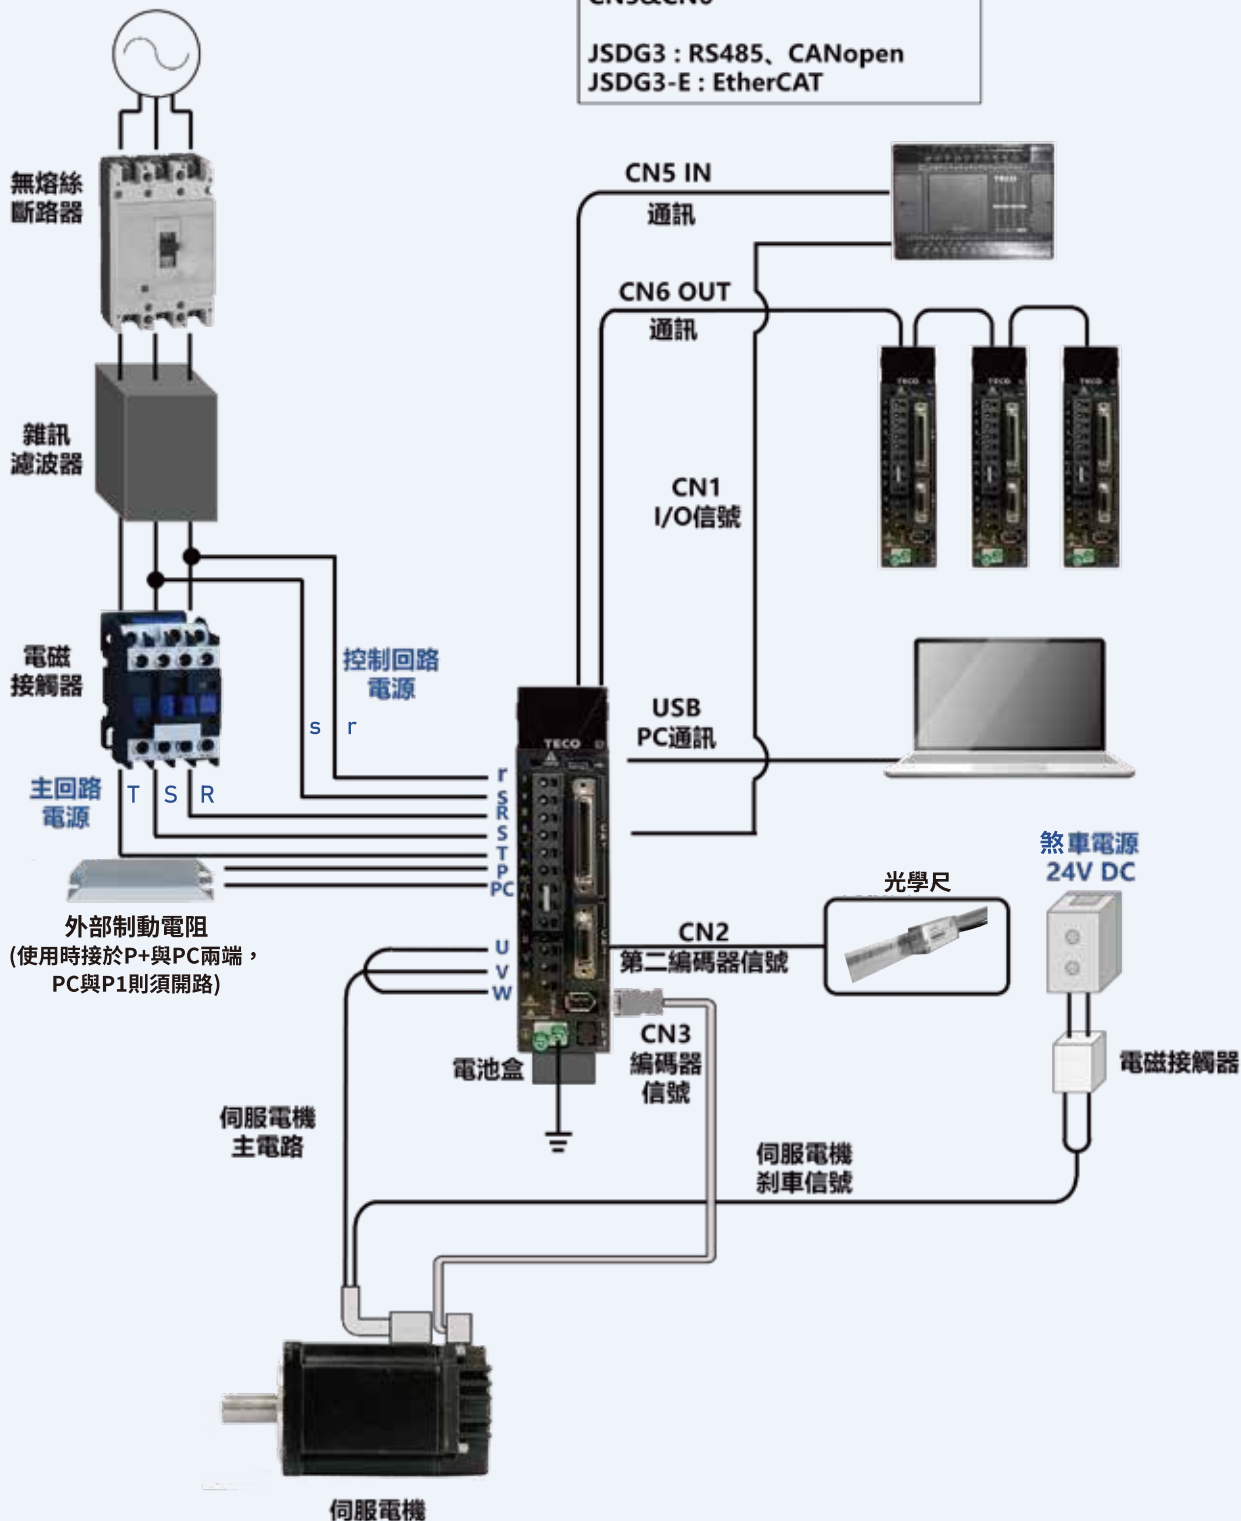 JSDG3 : RS485、CANopen
JSDG3-E : EtherCAT
無熔絲
斷路器
CN5 IN
通訊
TECO
CN6 OUT
通訊
TECO
TECO
TECO
雜訊
濾波器
CN1
I/O信號
電磁
接觸器
控制回路
電源
s r
主回路
電源
T S R
USB
PC通訊
TECO
r
S
R
S
T
P
PC
外部制動電阻
(使用時接於P+與PC兩端，
PC與P1則須開路)
煞車電源
24V DC
光學尺
CN2
第二編碼器信號
U
V
W
CN3
編碼器
信號
電池盒
電磁接觸器
伺服電機
主電路
伺服電機
剎車信號
伺服電機